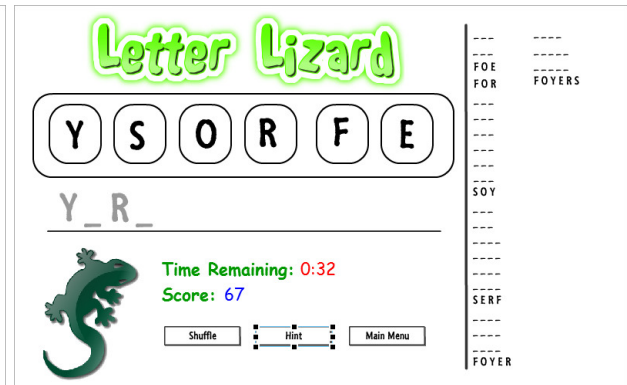 Letter Lizard
Y S O R F E
Y _ R _
Time Remaining: 0:32
Score: 67
Shuffle
Hint
Main Menu
_ _ _
_ _ _
FOE
FOR
_ _ _
_ _ _
_ _ _
_ _ _
_ _ _
SOY
_ _ _
_ _ _
_ _ _ _
_ _ _ _
_ _ _ _
_ _ _ _
SERF
_ _ _ _
_ _ _ _
_ _ _ _
FOYER
_ _ _ _
_ _ _ _ _
_ _ _ _ _
FOYERS